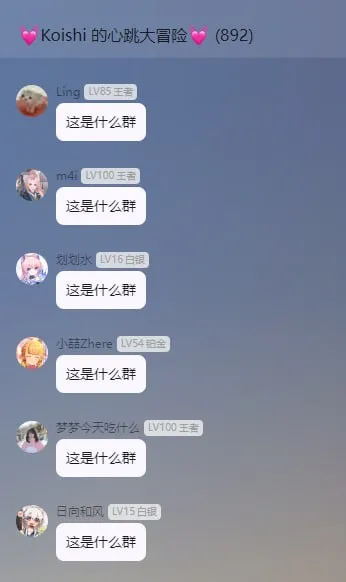 💗Koishi 的心跳大冒险💗 (892)
Ling LV85 王者
这是什么群
m4i LV100 王者
这是什么群
划划水 LV16 白银
这是什么群
小喆Zhere LV54 铂金
这是什么群
梦梦今天吃什么 LV100 王者
这是什么群
日向和风 LV15 白银
这是什么群